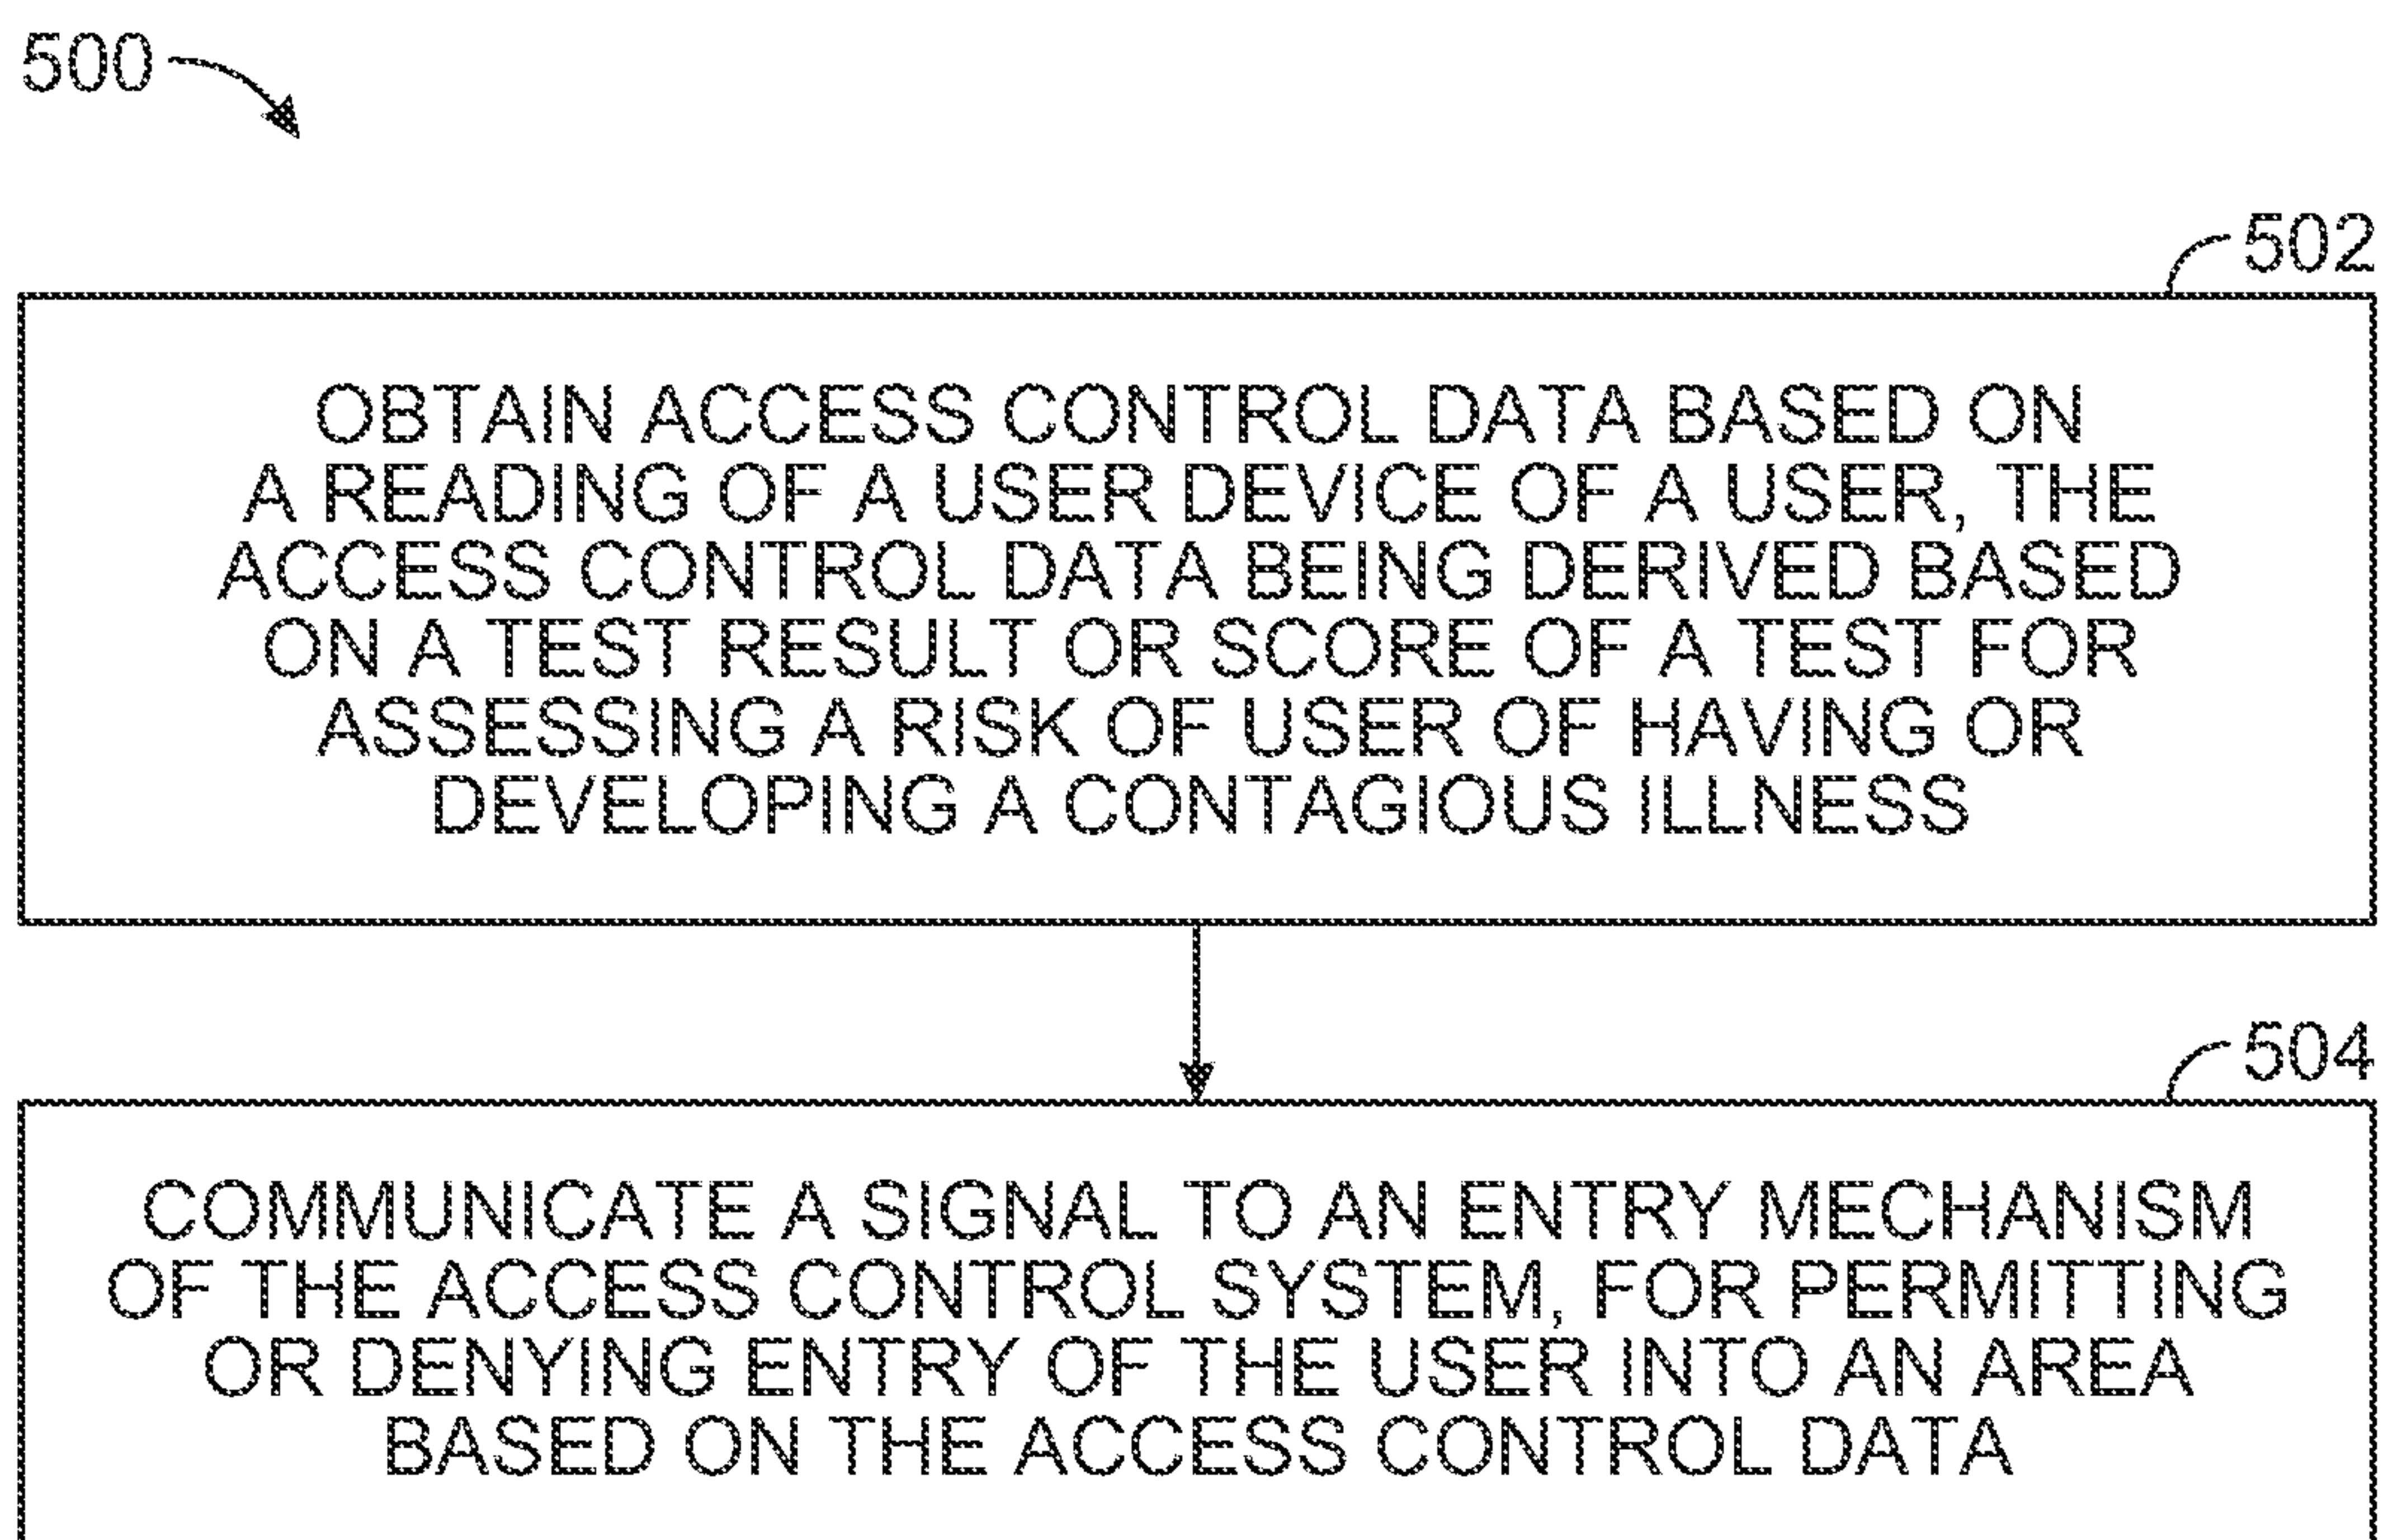 500
502
OBTAIN ACCESS CONTROL DATA BASED ON
A READING OF A USER DEVICE OF A USER, THE
ACCESS CONTROL DATA BEING DERIVED BASED
ON A TEST RESULT OR SCORE OF A TEST FOR
ASSESSING A RISK OF USER OF HAVING OR
DEVELOPING A CONTAGIOUS ILLNESS
504
COMMUNICATE A SIGNAL TO AN ENTRY MECHANISM
OF THE ACCESS CONTROL SYSTEM, FOR PERMITTING
OR DENYING ENTRY OF THE USER INTO AN AREA
BASED ON THE ACCESS CONTROL DATA